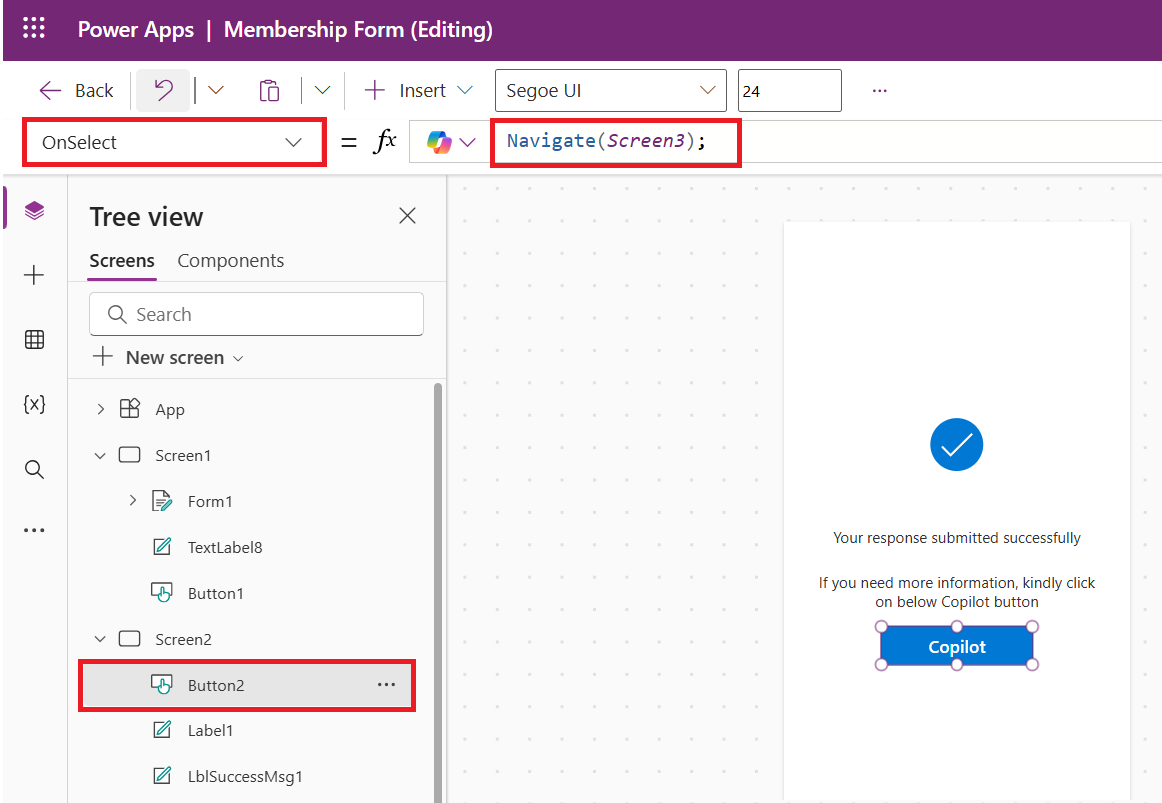 Power Apps | Membership Form (Editing)
Back
Insert
Segoe UI
24
...
OnSelect
= fx
Navigate(Screen3);
Tree view
Screens
Components
Search
New screen
App
Screen1
Form1
TextLabel8
Button1
Screen2
Button2
...
Label1
LblSuccessMsg1
Your response submitted successfully
If you need more information, kindly click
on below Copilot button
Copilot